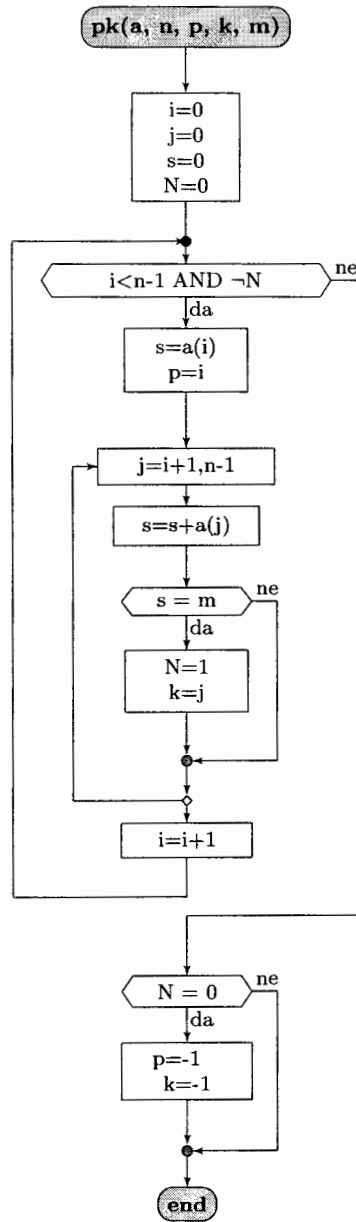 pk(a, n, p, k, m)
i=0
j=0
s=0
N=0
i<n-1 AND ¬N
ne
da
s=a(i)
p=i
j=i+1,n-1
s=s+a(j)
s = m
ne
da
N=1
k=j
i=i+1
N = 0
ne
da
p=-1
k=-1
end